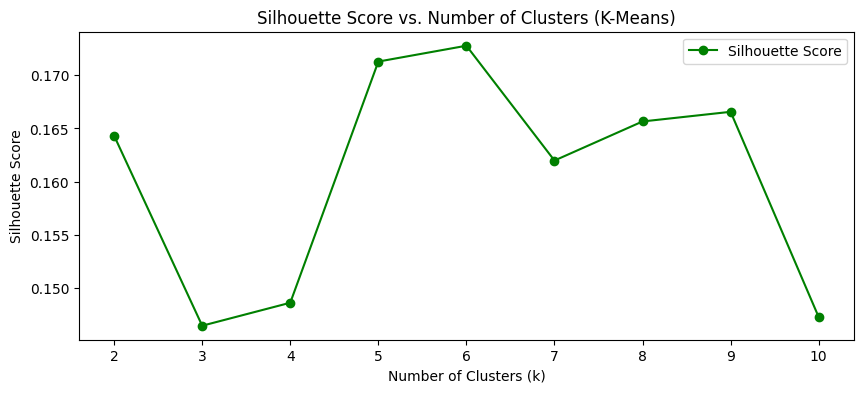 Silhouette Score vs. Number of Clusters (K-Means)
Silhouette Score
0.170
0.165
0.160
0.155
0.150
Silhouette Score
2 3 4 5 6 7 8 9 10
Number of Clusters (k)